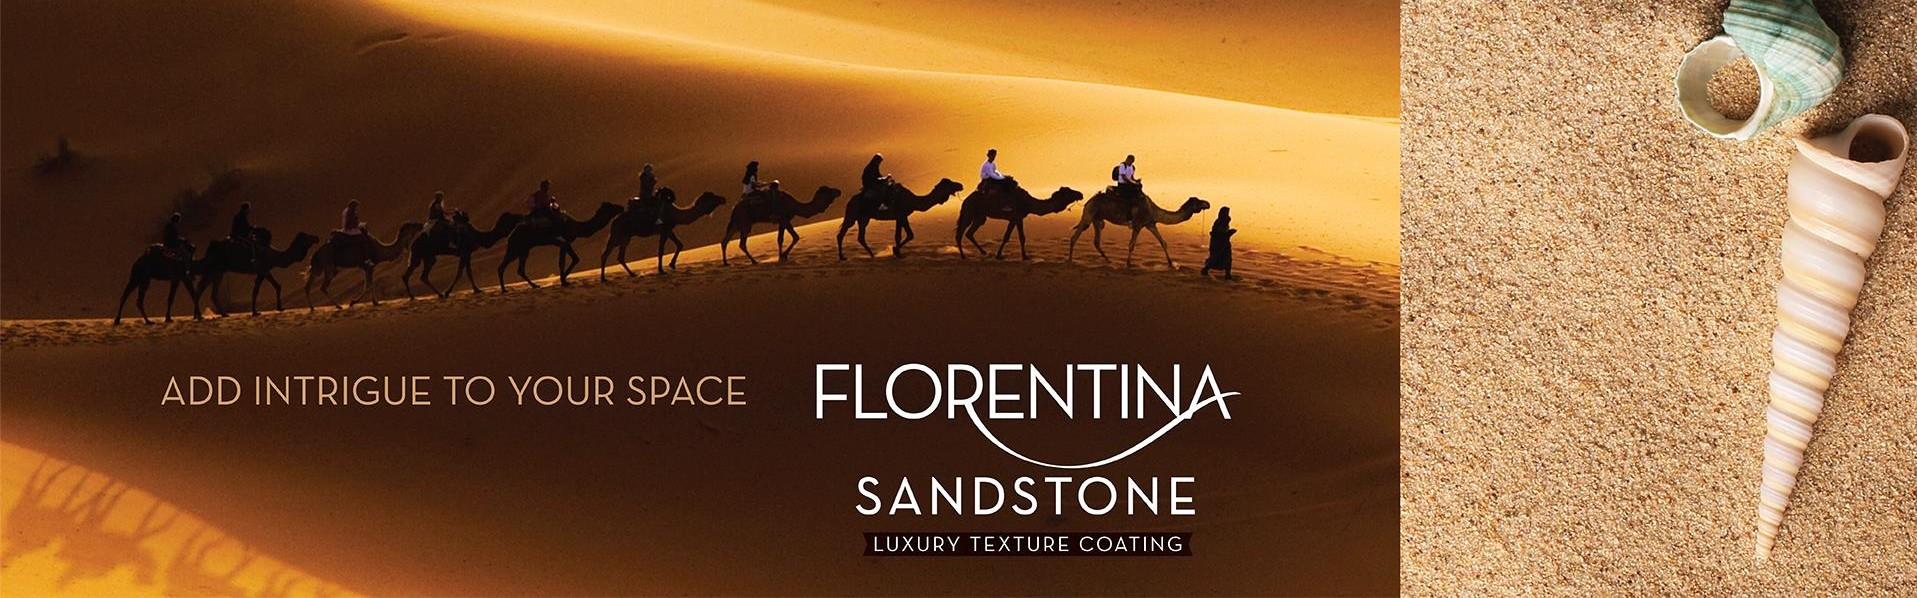 ADD INTRIGUE TO YOUR SPACE
FLORENTINA
SANDSTONE
LUXURY TEXTURE COATING